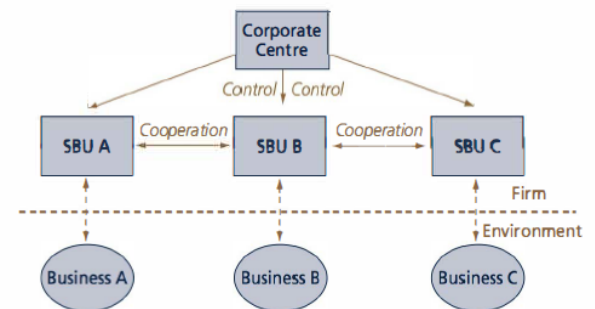 Corporate
Centre
Control Control
Cooperation Cooperation
SBU A SBU B SBU C
Firm
Environment
Business A Business B Business C